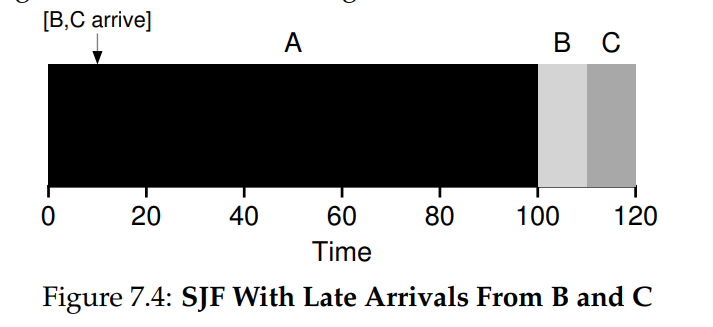 [B,C arrive]
A B C
0 20 40 60 80 100 120
Time
Figure 7.4: SJF With Late Arrivals From B and C